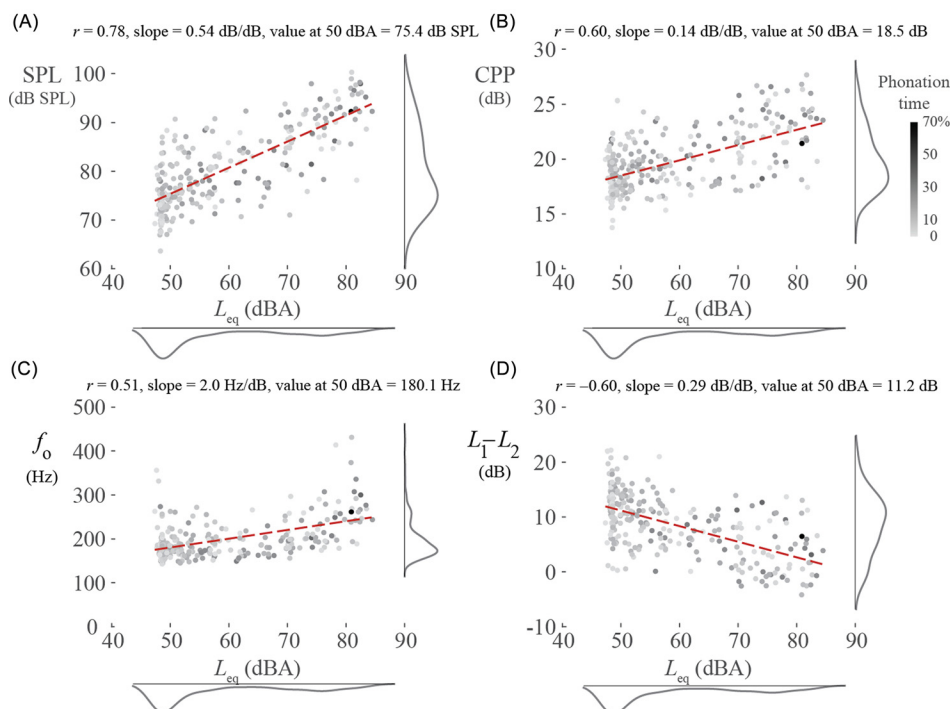 (A)
r = 0.78, slope = 0.54 dB/dB, value at 50 dBA = 75.4 dB SPL
SPL
(dB SPL)
100
90
80
70
60
40
50
60
70
80
90
Leq (dBA)
(B)
r = 0.60, slope = 0.14 dB/dB, value at 50 dBA = 18.5 dB
CPP
(dB)
30
25
20
15
10
40
50
60
70
80
90
Leq (dBA)
Phonation
time
70%
30
10
0
(C)
r = 0.51, slope = 2.0 Hz/dB, value at 50 dBA = 180.1 Hz
fo
(Hz)
500
400
300
200
100
0
40
50
60
70
80
90
Leq (dBA)
(D)
r = –0.60, slope = 0.29 dB/dB, value at 50 dBA = 11.2 dB
L1–L2
(dB)
30
20
10
0
-10
40
50
60
70
80
90
Leq (dBA)